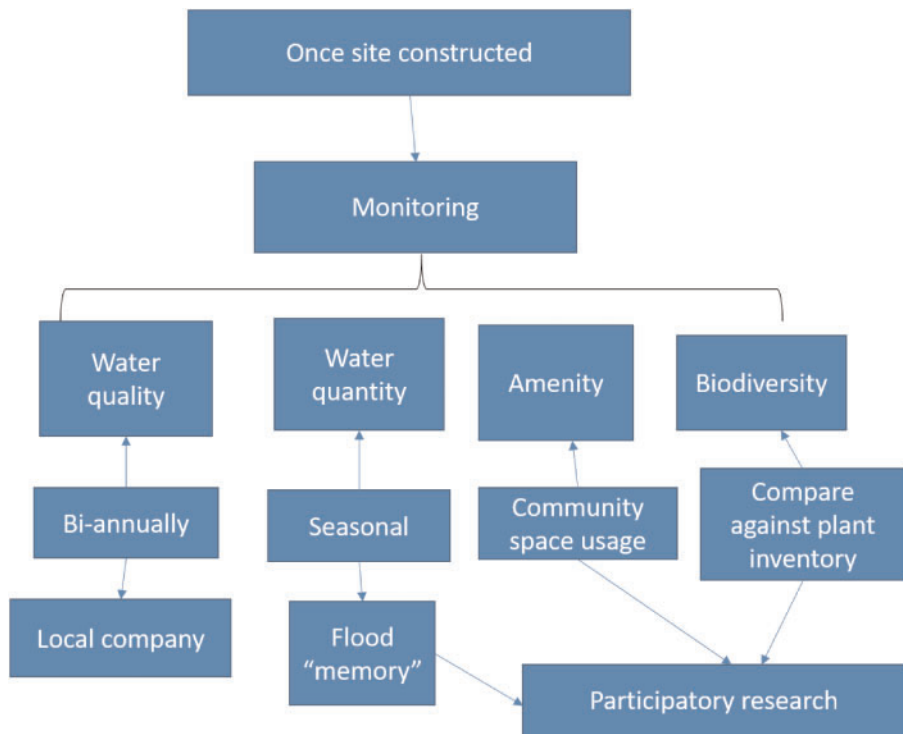 Once site constructed
Monitoring
Water
quality
Water
quantity
Amenity
Biodiversity
Bi-annually
Seasonal
Community
space usage
Compare
against plant
inventory
Local company
Flood
“memory”
Participatory research